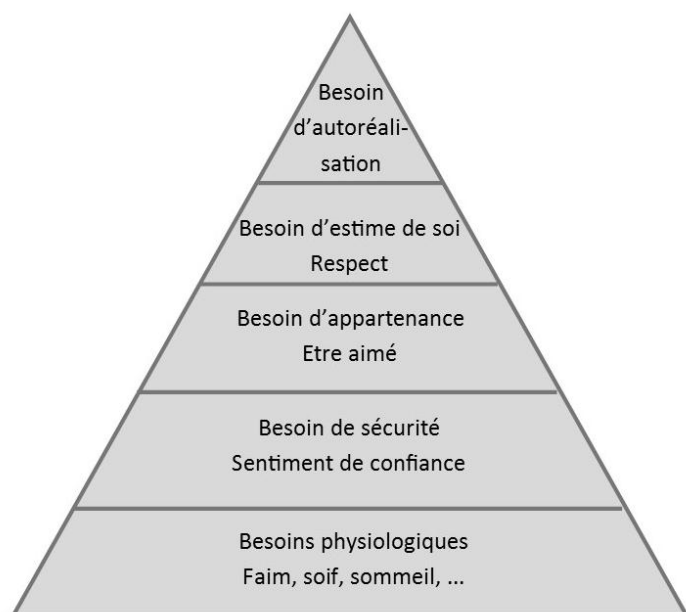 Besoin
d’autoréali-
sation
Besoin d’estime de soi
Respect
Besoin d’appartenance
Etre aimé
Besoin de sécurité
Sentiment de confiance
Besoins physiologiques
Faim, soif, sommeil, ...